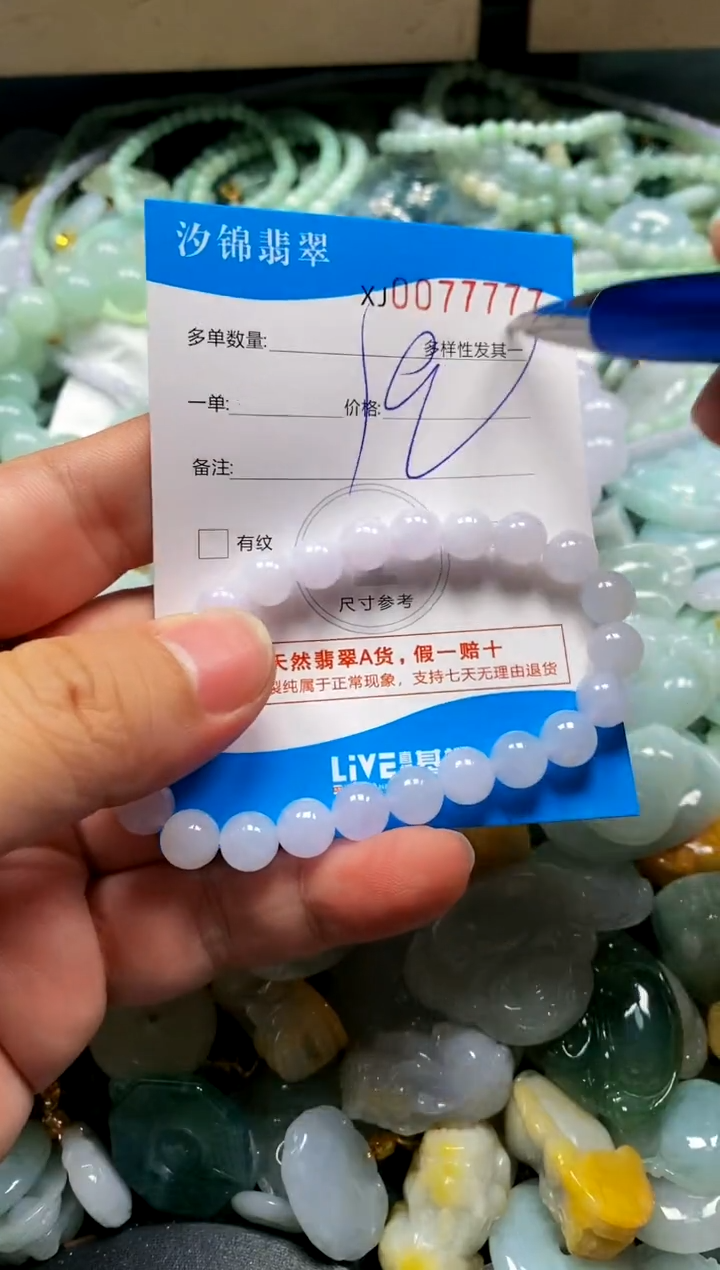 汐锦翡翠
XJ0077777
多单数量:
多样性发其一
一单:
价格:
备注:
有纹
尺寸参考
天然翡翠A货，假一赔十
裂纯属于正常现象，支持七天无理由退货
LiVE